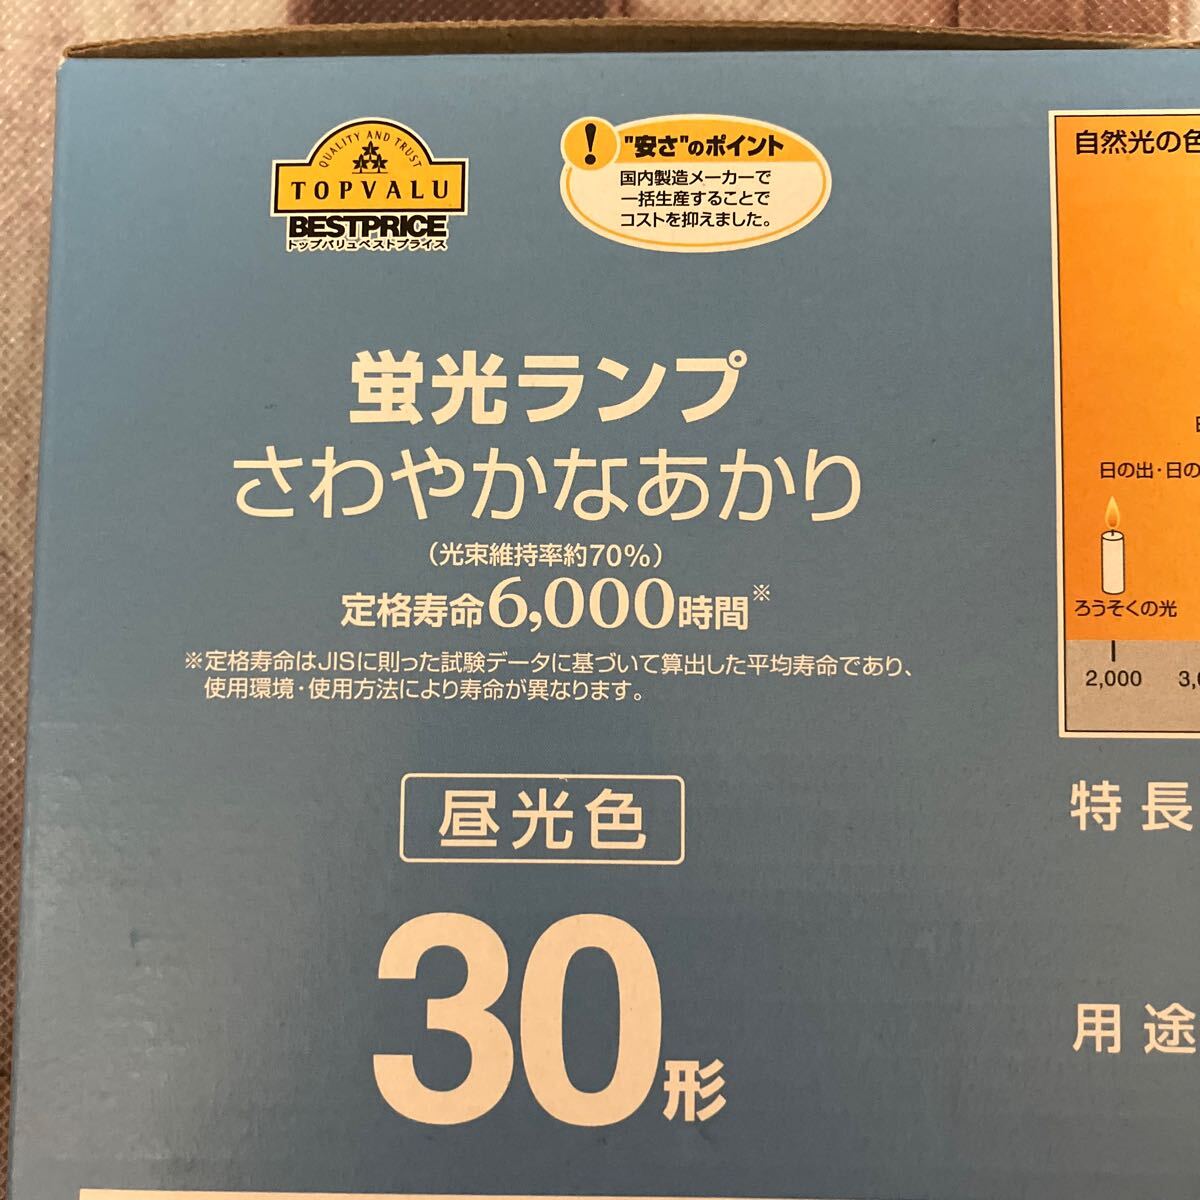 QUALITY AND TRUST
TOPVALU
BESTPRICE
トップバリュベストプライス
!
"安さ"のポイント
国内製造メーカーで
一括生産することで
コストを抑えました。
蛍光ランプ
さわやかなあかり
(光束維持率約70%)
定格寿命6,000時間※
※定格寿命はJISに則った試験データに基づいて算出した平均寿命であり、
使用環境・使用方法により寿命が異なります。
昼光色
30形
自然光の色
日の出・日の
ろうそくの光
2,000
特長
用途